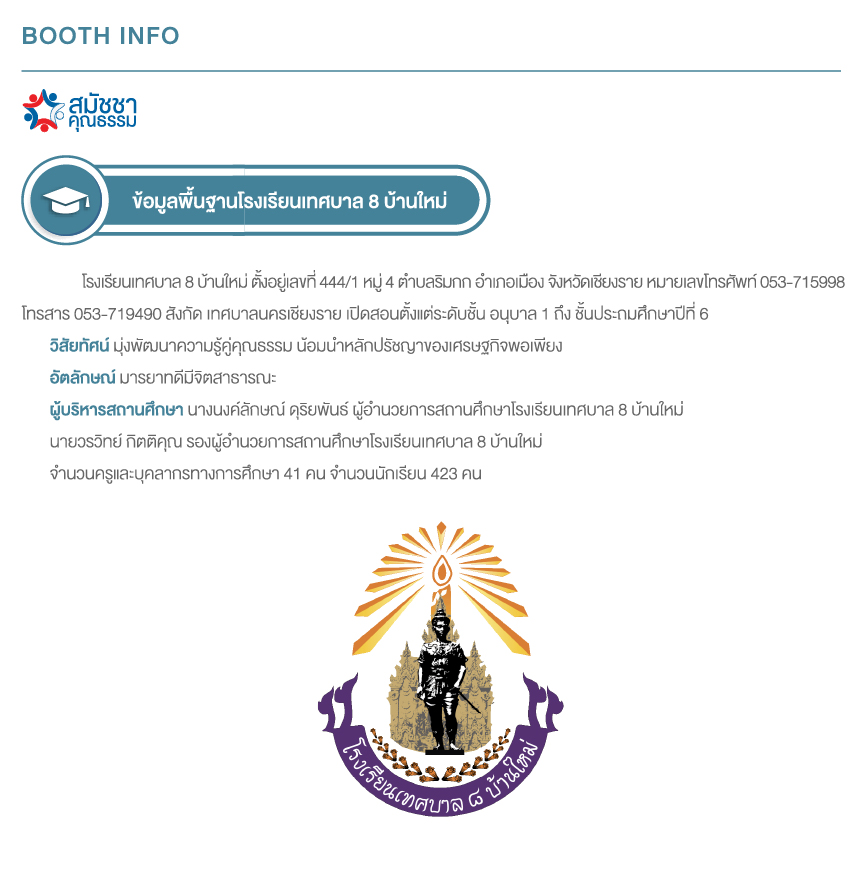 BOOTH INFO
สมัชชา
คุณธรรม
ข้อมูลพื้นฐานโรงเรียนเทศบาล 8 บ้านใหม่
โรงเรียนเทศบาล 8 บ้านใหม่ ตั้งอยู่เลขที่ 444/1 หมู่ 4 ตำบลริมกก อำเภอเมือง จังหวัดเชียงราย หมายเลขโทรศัพท์ 053-715998
โทรสาร 053-719490 สังกัด เทศบาลนครเชียงราย เปิดสอนตั้งแต่ระดับชั้น อนุบาล 1 ถึง ชั้นประถมศึกษาปีที่ 6
วิสัยทัศน์ มุ่งพัฒนาความรู้คู่คุณธรรม น้อมนำหลักปรัชญาของเศรษฐกิจพอเพียง
อัตลักษณ์ มารยาทดีมีจิตสาธารณะ
ผู้บริหารสถานศึกษา นางนงค์ลักษณ์ ดุริยพันธ์ ผู้อำนวยการสถานศึกษาโรงเรียนเทศบาล 8 บ้านใหม่
นายวรวิทย์ กิตติคุณ รองผู้อำนวยการสถานศึกษาโรงเรียนเทศบาล 8 บ้านใหม่
จำนวนครูและบุคลากรทางการศึกษา 41 คน จำนวนนักเรียน 423 คน
โรงเรียนเทศบาล ๘ บ้านใหม่